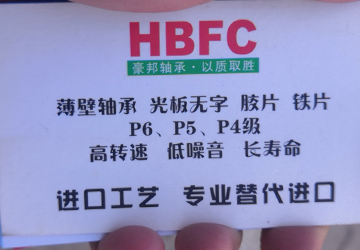 HBFC
豪邦轴承·以质取胜
薄壁轴承 光板无字 胶片 铁片
P6、P5、P4级
高转速 低噪音 长寿命
进口工艺 专业替代进口